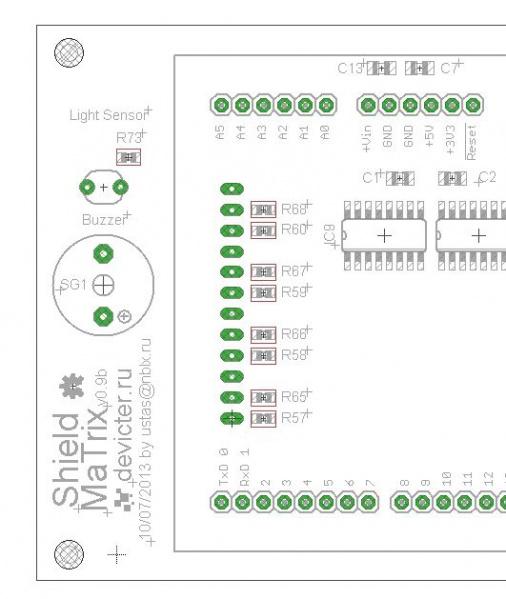 C13
C7
Light Sensor
R73
A5 A4 A3 A2 A1 A0
+Vin GND GND +5V +3V3 Reset
C1
C2
Buzzer
R68
R60
IC9
R67
R59
SG1
R66
R58
R65
R57
Shield
MaTrix v0.9b
devicter.ru
10/07/2013 by ustas@nblx.ru
TxD 0 RxD 1 2 3 4 5 6 7 8 9 10 11 12